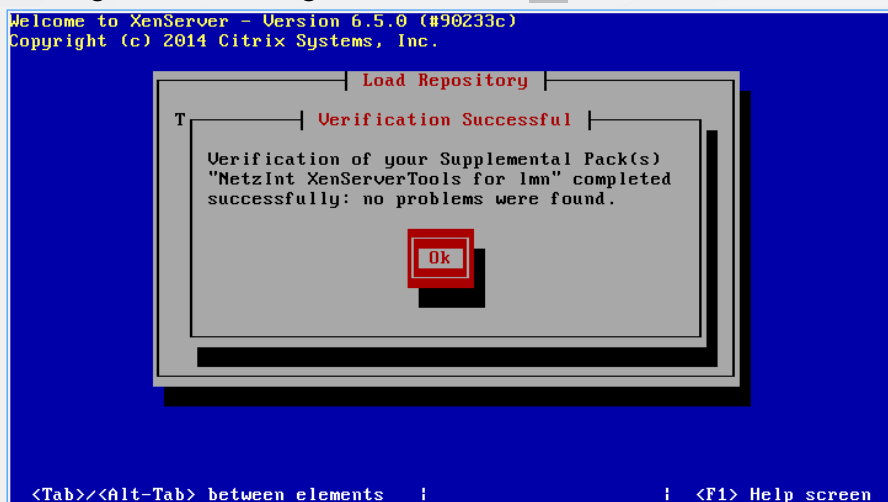 Welcome to XenServer - Version 6.5.0 (#90233c)
Copyright (c) 2014 Citrix Systems, Inc.
Load Repository
T
Verification Successful
Verification of your Supplemental Pack(s)
"NetzInt XenServerTools for lmn" completed
successfully: no problems were found.
Ok
<Tab>/<Alt-Tab> between elements | | <F1> Help screen